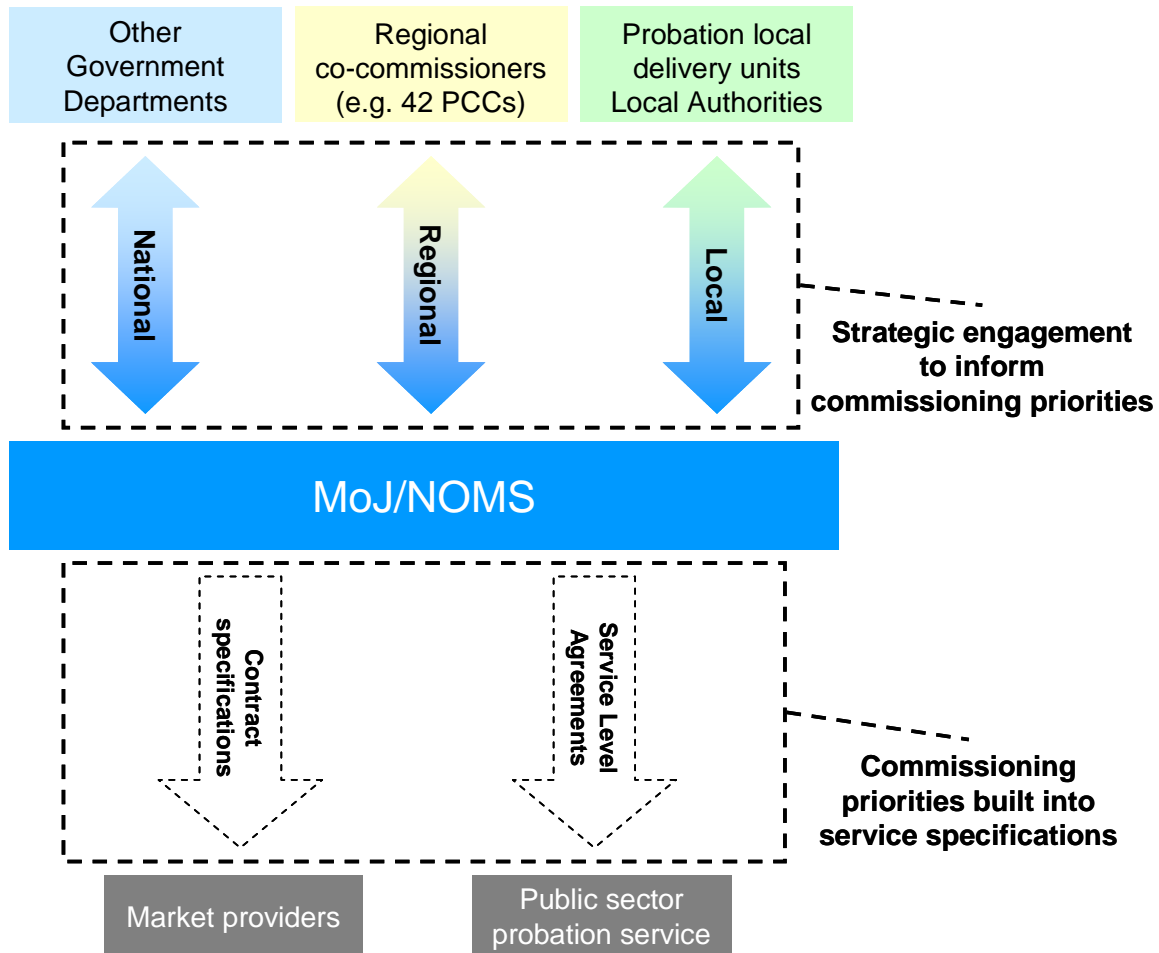 Other
Government
Departments
Regional
co-commissioners
(e.g. 42 PCCs)
Probation local
delivery units
Local Authorities
National
Regional
Local
Strategic engagement
to inform
commissioning priorities
MoJ/NOMS
Contract
specifications
Service Level
Agreements
Commissioning
priorities built into
service specifications
Market providers
Public sector
probation service